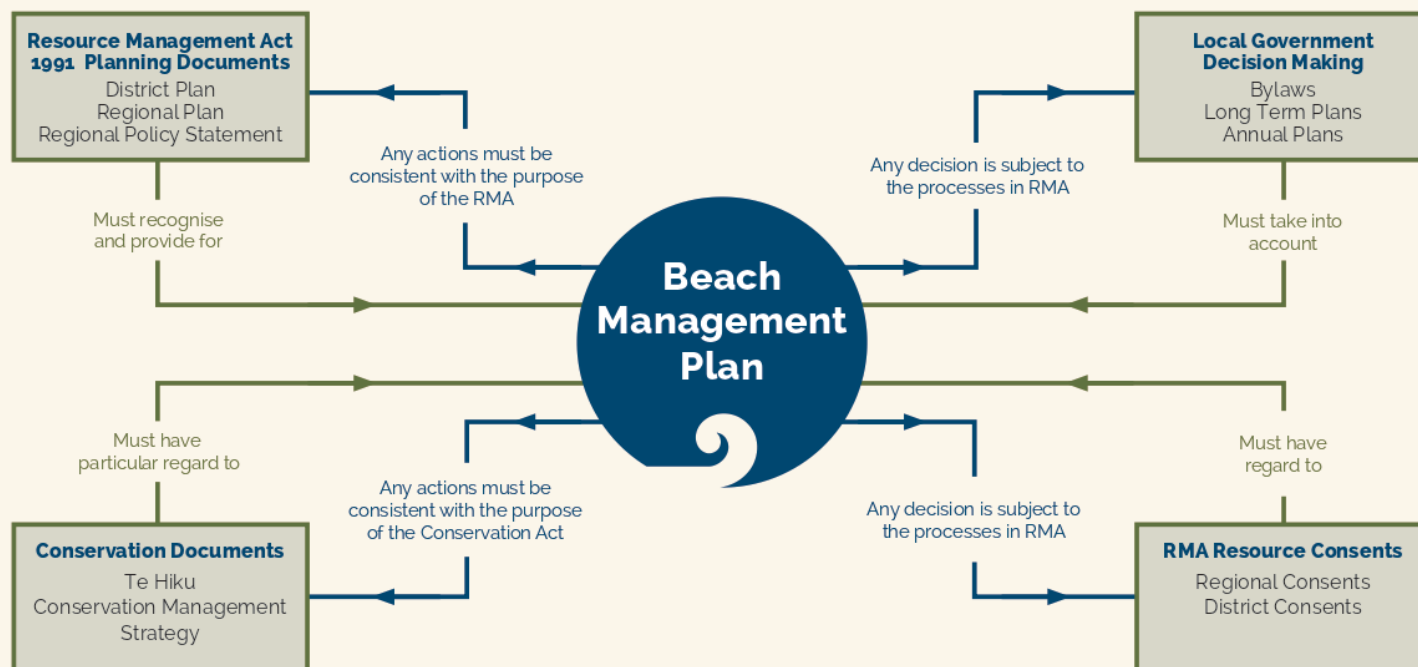 Resource Management Act
1991 Planning Documents
District Plan
Regional Plan
Regional Policy Statement
Local Government
Decision Making
Bylaws
Long Term Plans
Annual Plans
Any actions must be
consistent with the purpose
of the RMA
Any decision is subject to
the processes in RMA
Must recognise
and provide for
Must take into
account
Beach
Management
Plan
Must have
particular regard to
Must have
regard to
Any actions must be
consistent with the purpose
of the Conservation Act
Any decision is subject to
the processes in RMA
Conservation Documents
Te Hiku
Conservation Management
Strategy
RMA Resource Consents
Regional Consents
District Consents